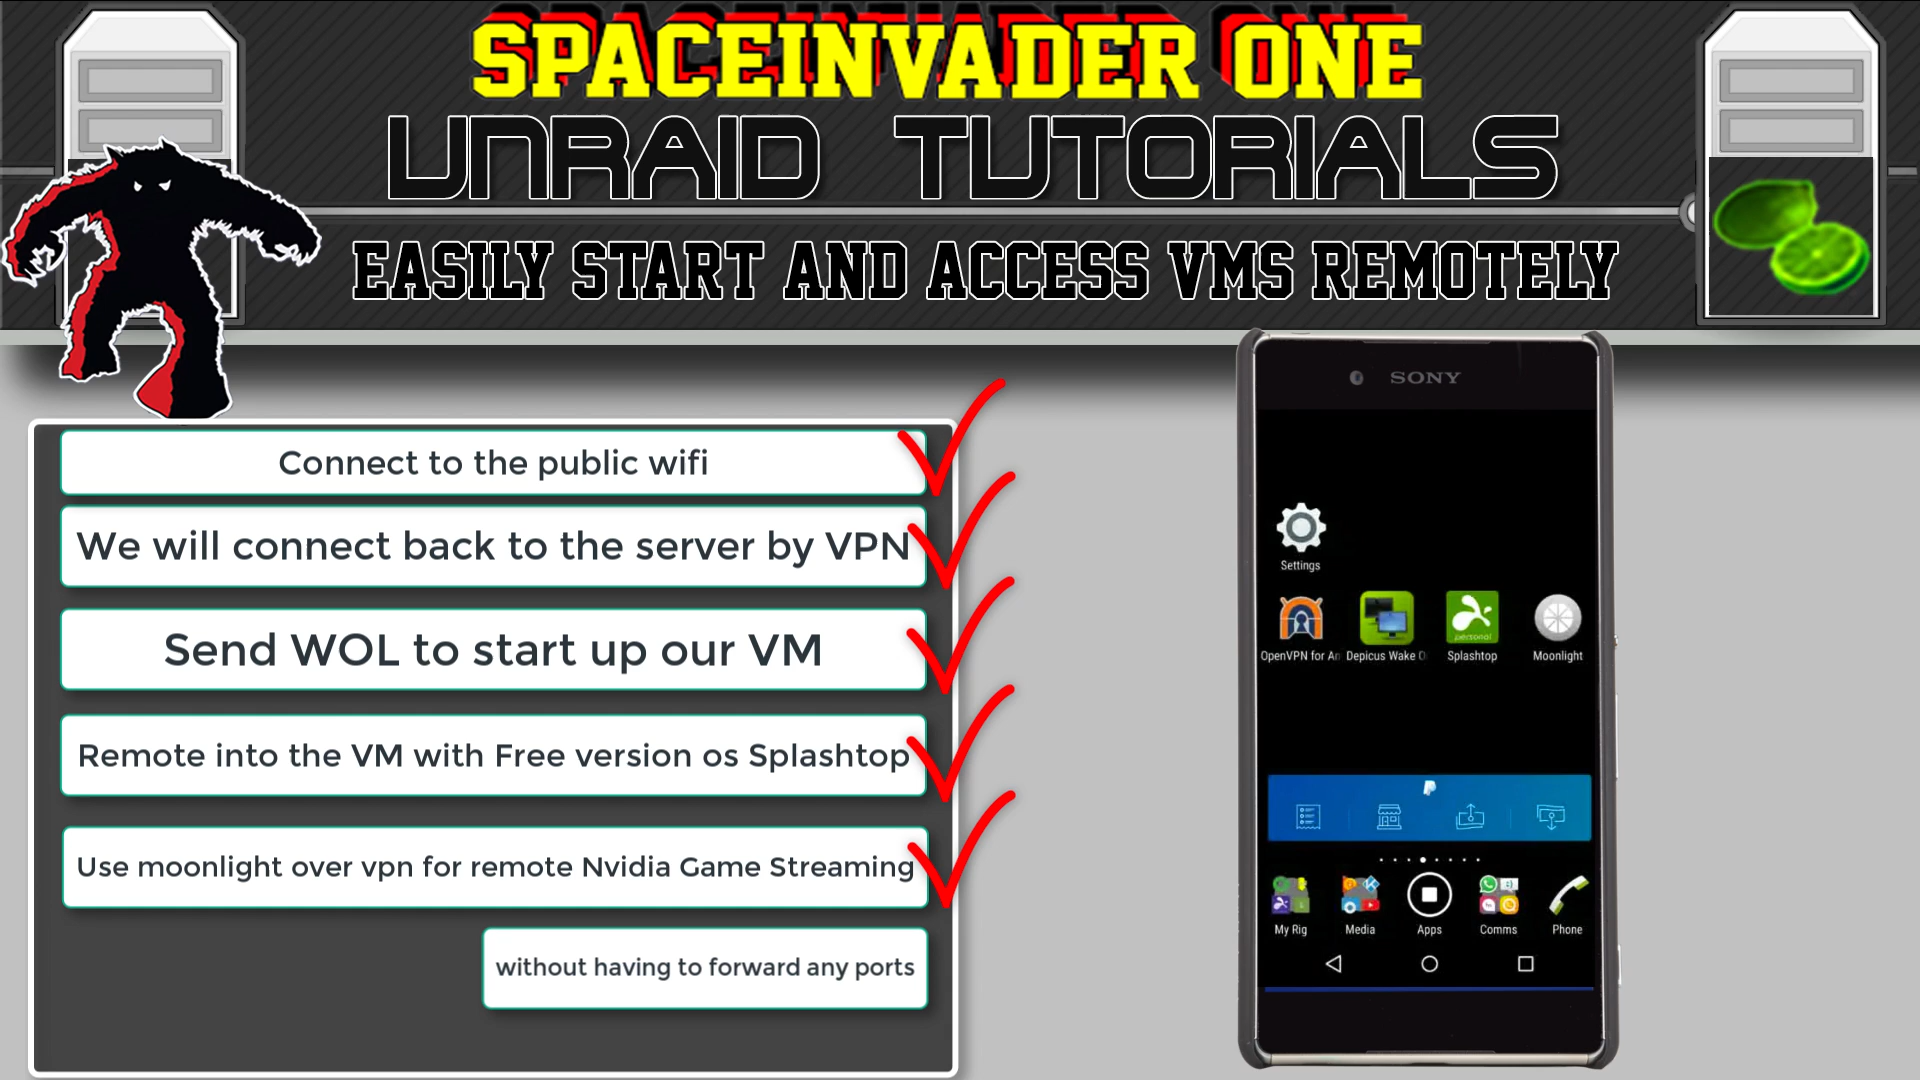 SPACEINVADER ONE
UNRAID TUTORIALS
EASILY START AND ACCESS VMS REMOTELY
Connect to the public wifi
We will connect back to the server by VPN
Send WOL to start up our VM
Remote into the VM with Free version os Splashtop
Use moonlight over vpn for remote Nvidia Game Streaming
without having to forward any ports
SONY
Settings
personal
OpenVPN for An
Depicus Wake O
Splashtop
Moonlight
My Rig
Media
Apps
Comms
Phone